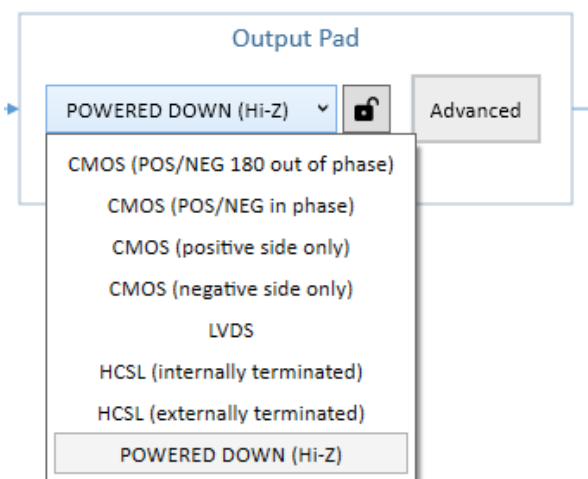 Output Pad
POWERED DOWN (Hi-Z)
Advanced
CMOS (POS/NEG 180 out of phase)
CMOS (POS/NEG in phase)
CMOS (positive side only)
CMOS (negative side only)
LVDS
HCSL (internally terminated)
HCSL (externally terminated)
POWERED DOWN (Hi-Z)